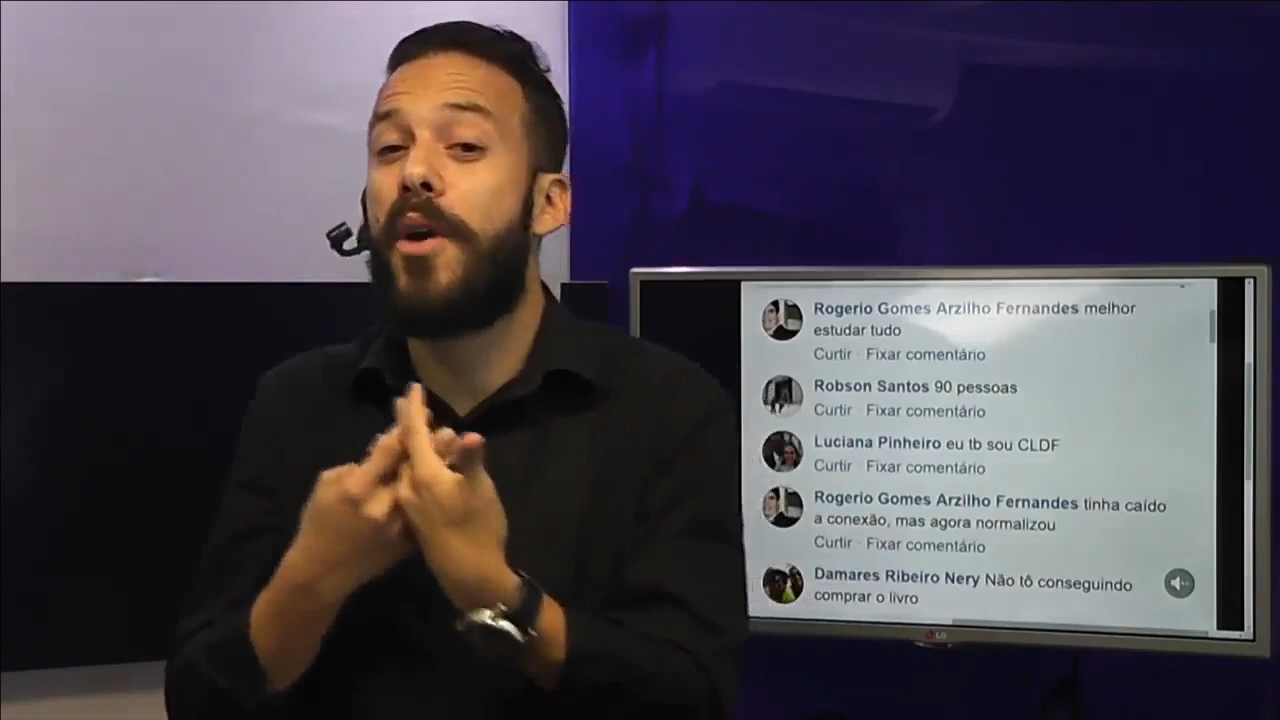 Rogerio Gomes Arzilho Fernandes melhor
estudar tudo
Curtir · Fixar comentário
Robson Santos 90 pessoas
Curtir · Fixar comentário
Luciana Pinheiro eu tb sou CLDF
Curtir · Fixar comentário
Rogerio Gomes Arzilho Fernandes tinha caído
a conexão, mas agora normalizou
Curtir · Fixar comentário
Damares Ribeiro Nery Não tô conseguindo
comprar o livro
LG